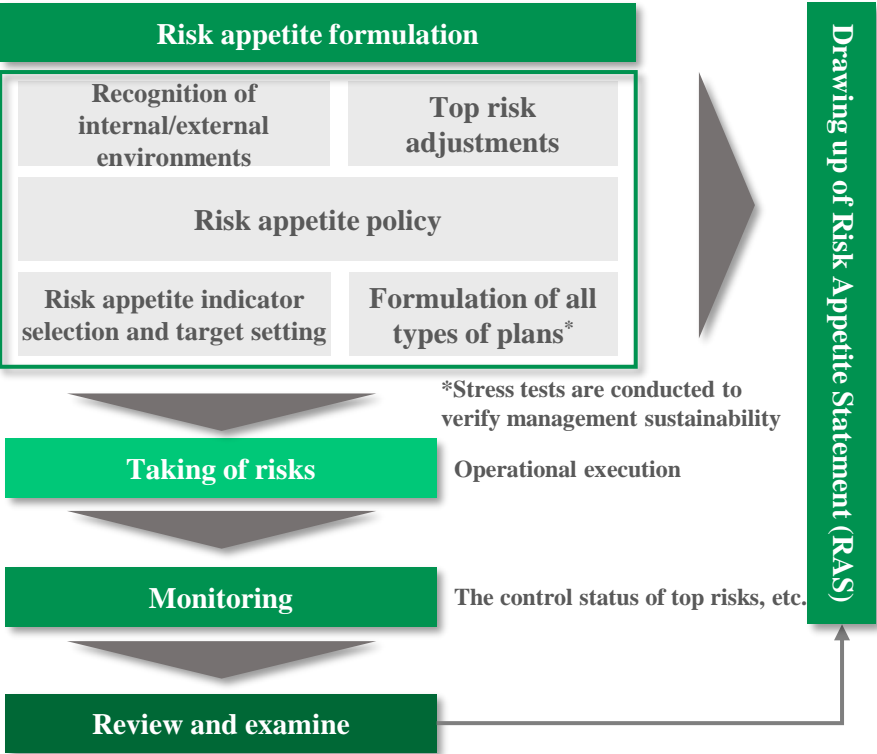 Risk appetite formulation
Recognition of
internal/external
environments
Top risk
adjustments
Risk appetite policy
Risk appetite indicator
selection and target setting
Formulation of all
types of plans*
*Stress tests are conducted to
verify management sustainability
Taking of risks
Operational execution
Monitoring
The control status of top risks, etc.
Review and examine
Drawing up of Risk Appetite Statement (RAS)